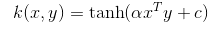 k(x, y) = tanh(αx^T y + c)